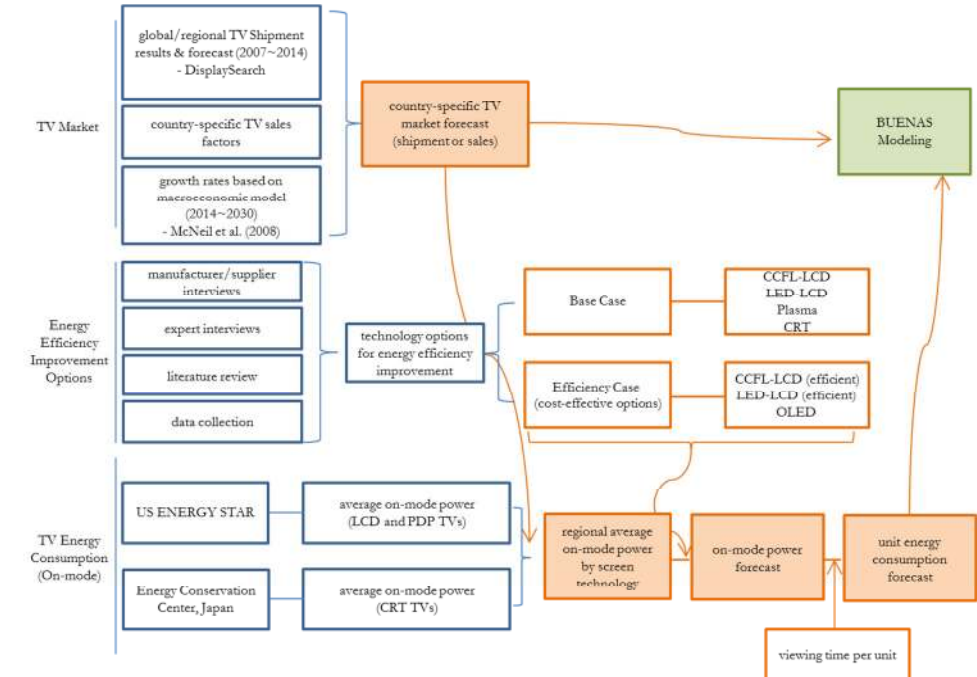 global/regional TV Shipment
results & forecast (2007~2014)
- DisplaySearch
TV Market
country-specific TV sales
factors
growth rates based on
macroeconomic model
(2014~2030)
- McNeil et al. (2008)
country-specific TV
market forecast
(shipment or sales)
BUENAS
Modeling
Energy
Efficiency
Improvement
Options
manufacturer/supplier
interviews
expert interviews
literature review
data collection
technology options
for energy efficiency
improvement
Base Case
CCFL-LCD
LED-LCD
Plasma
CRT
Efficiency Case
(cost-effective options)
CCFL-LCD (efficient)
LED-LCD (efficient)
OLED
TV Energy
Consumption
(On-mode)
US ENERGY STAR
average on-mode power
(LCD and PDP TVs)
Energy Conservation
Center, Japan
average on-mode power
(CRT TVs)
regional average
on-mode power
by screen
technology
on-mode power
forecast
unit energy
consumption
forecast
viewing time per unit